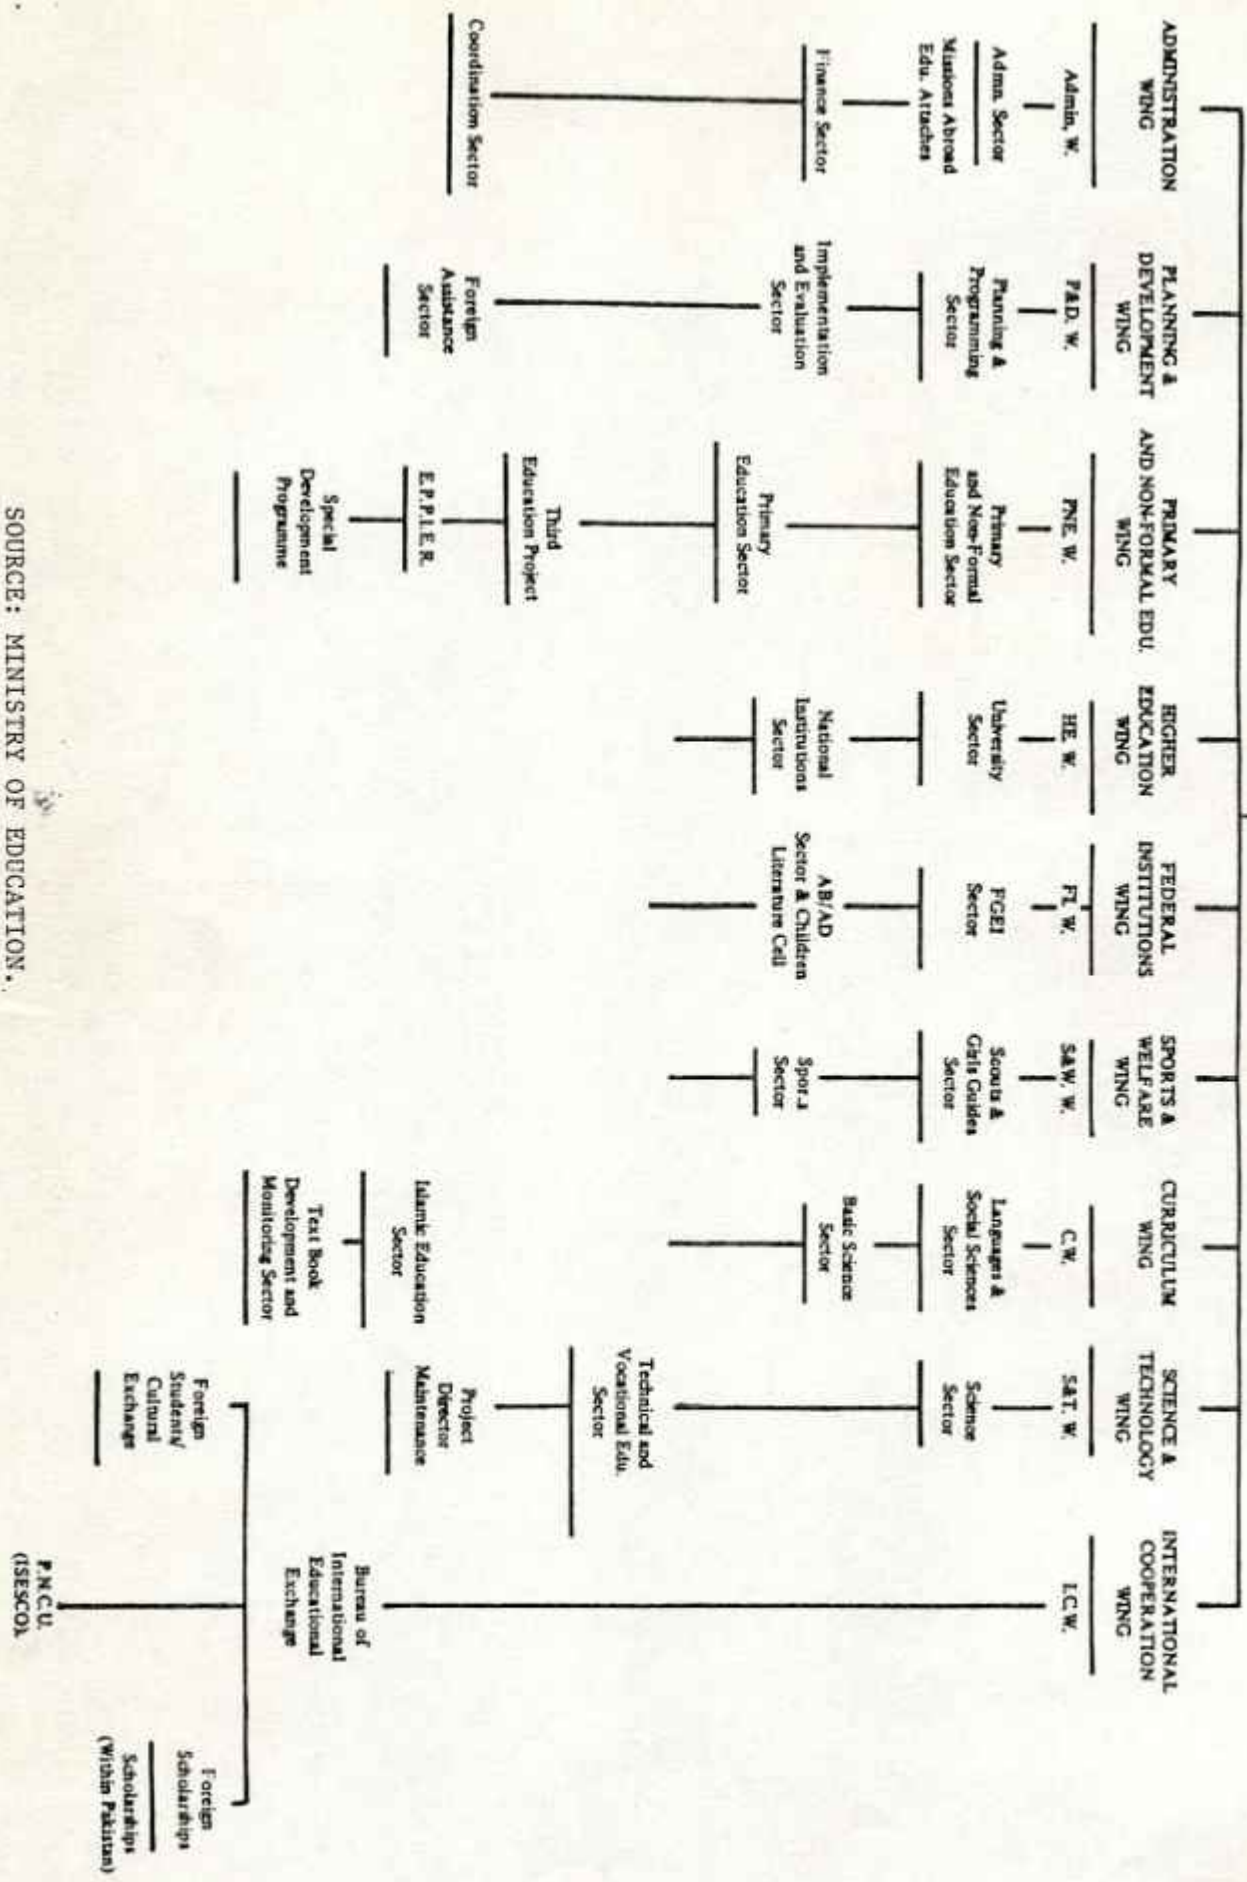 ADMINISTRATION
WING
Admin, W.
Admn. Sector
Missions Abroad
Edu. Attaches
Finance Sector
Coordination Sector
PLANNING &
DEVELOPMENT
WING
P&D. W.
Planning &
Programming
Sector
Implementation
and Evaluation
Sector
Foreign
Assistance
Sector
PRIMARY
AND NON-FORMAL EDU.
WING
PNE. W.
Primary
and Non-Formal
Education Sector
Primary
Education Sector
Third
Education Project
E.P.P.I.E.R.
Special
Development
Programme
HIGHER
EDUCATION
WING
HE. W.
University
Sector
National
Institutions
Sector
FEDERAL
INSTITUTIONS
WING
FI. W.
FGEI
Sector
AB/AD
Sector & Children
Literature Cell
SPORTS &
WELFARE
WING
S&W. W.
Scouts &
Girls Guides
Sector
Spor.s
Sector
CURRICULUM
WING
C.W.
Languages &
Social Sciences
Sector
Basic Science
Sector
Islamic Education
Sector
Text Book
Development and
Monitoring Sector
SCIENCE &
TECHNOLOGY
WING
S&T. W.
Science
Sector
Technical and
Vocational Edu.
Sector
Project
Director
Maintenance
INTERNATIONAL
COOPERATION
WING
I.C.W.
Bureau of
International
Educational
Exchange
Foreign
Students/
Cultural
Exchange
P.N.C.U.
(ISESCO).
Foreign
Scholarships
Scholarships
(Within Pakistan)
SOURCE: MINISTRY OF EDUCATION.